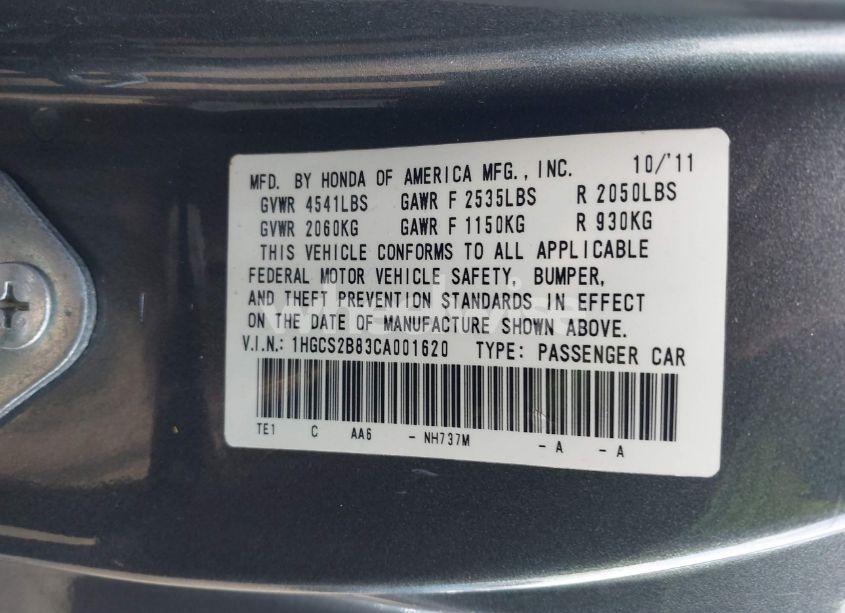 MFD. BY HONDA OF AMERICA MFG., INC. 10/'11
GVWR 4541LBS GAWR F 2535LBS R 2050LBS
GVWR 2060KG GAWR F 1150KG R 930KG
THIS VEHICLE CONFORMS TO ALL APPLICABLE
FEDERAL MOTOR VEHICLE SAFETY, BUMPER,
AND THEFT PREVENTION STANDARDS IN EFFECT
ON THE DATE OF MANUFACTURE SHOWN ABOVE.
V.I.N.: 1HGCS2B83CA001620 TYPE: PASSENGER CAR
TE1 C AA6 - NH737M - A - A